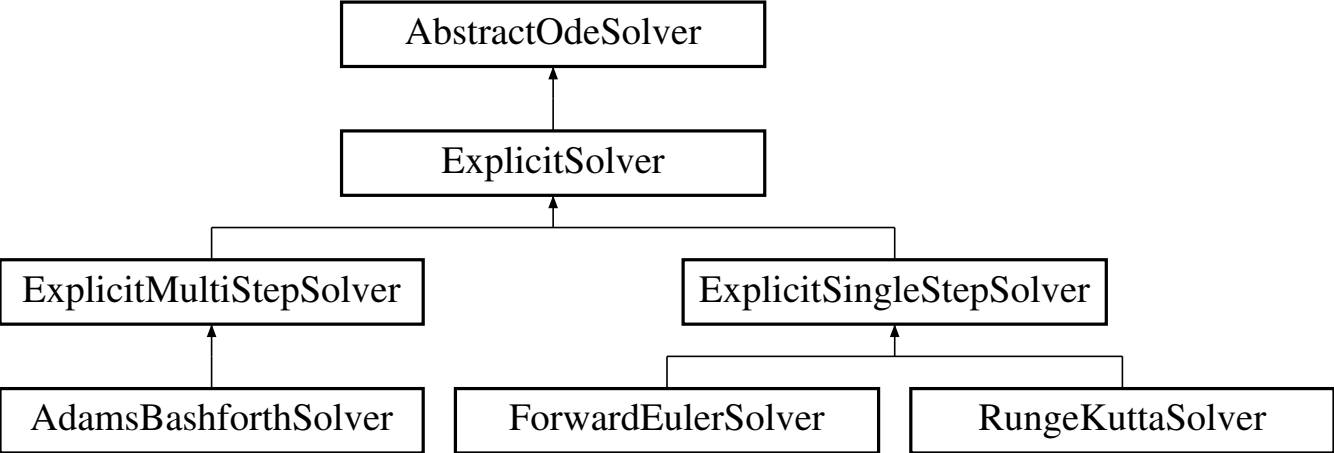 AbstractOdeSolver
ExplicitSolver
ExplicitMultiStepSolver
ExplicitSingleStepSolver
AdamsBashforthSolver
ForwardEulerSolver
RungeKuttaSolver